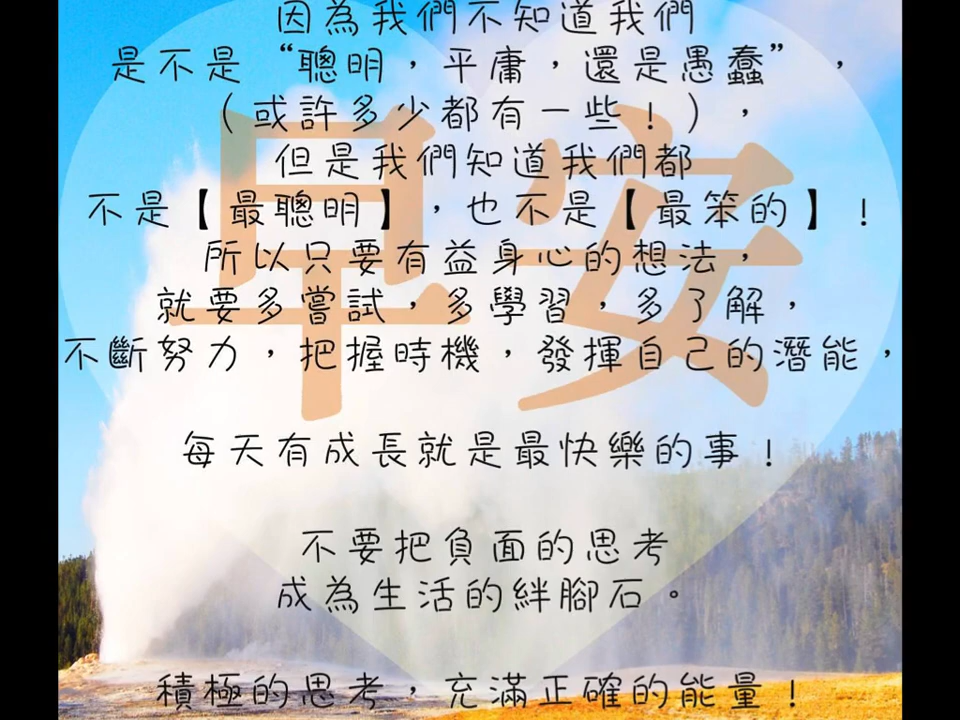 因為我們不知道我們
是不是“聰明，平庸，還是愚蠢”，
（或許多少都有一些！），
但是我們知道我們都
不是【最聰明】，也不是【最笨的】！
所以只要有益身心的想法，
就要多嘗試，多學習，多了解，
不斷努力，把握時機，發揮自己的潛能，
每天有成長就是最快樂的事！
不要把負面的思考
成為生活的絆腳石。
積極的思考，充滿正確的能量！
早安